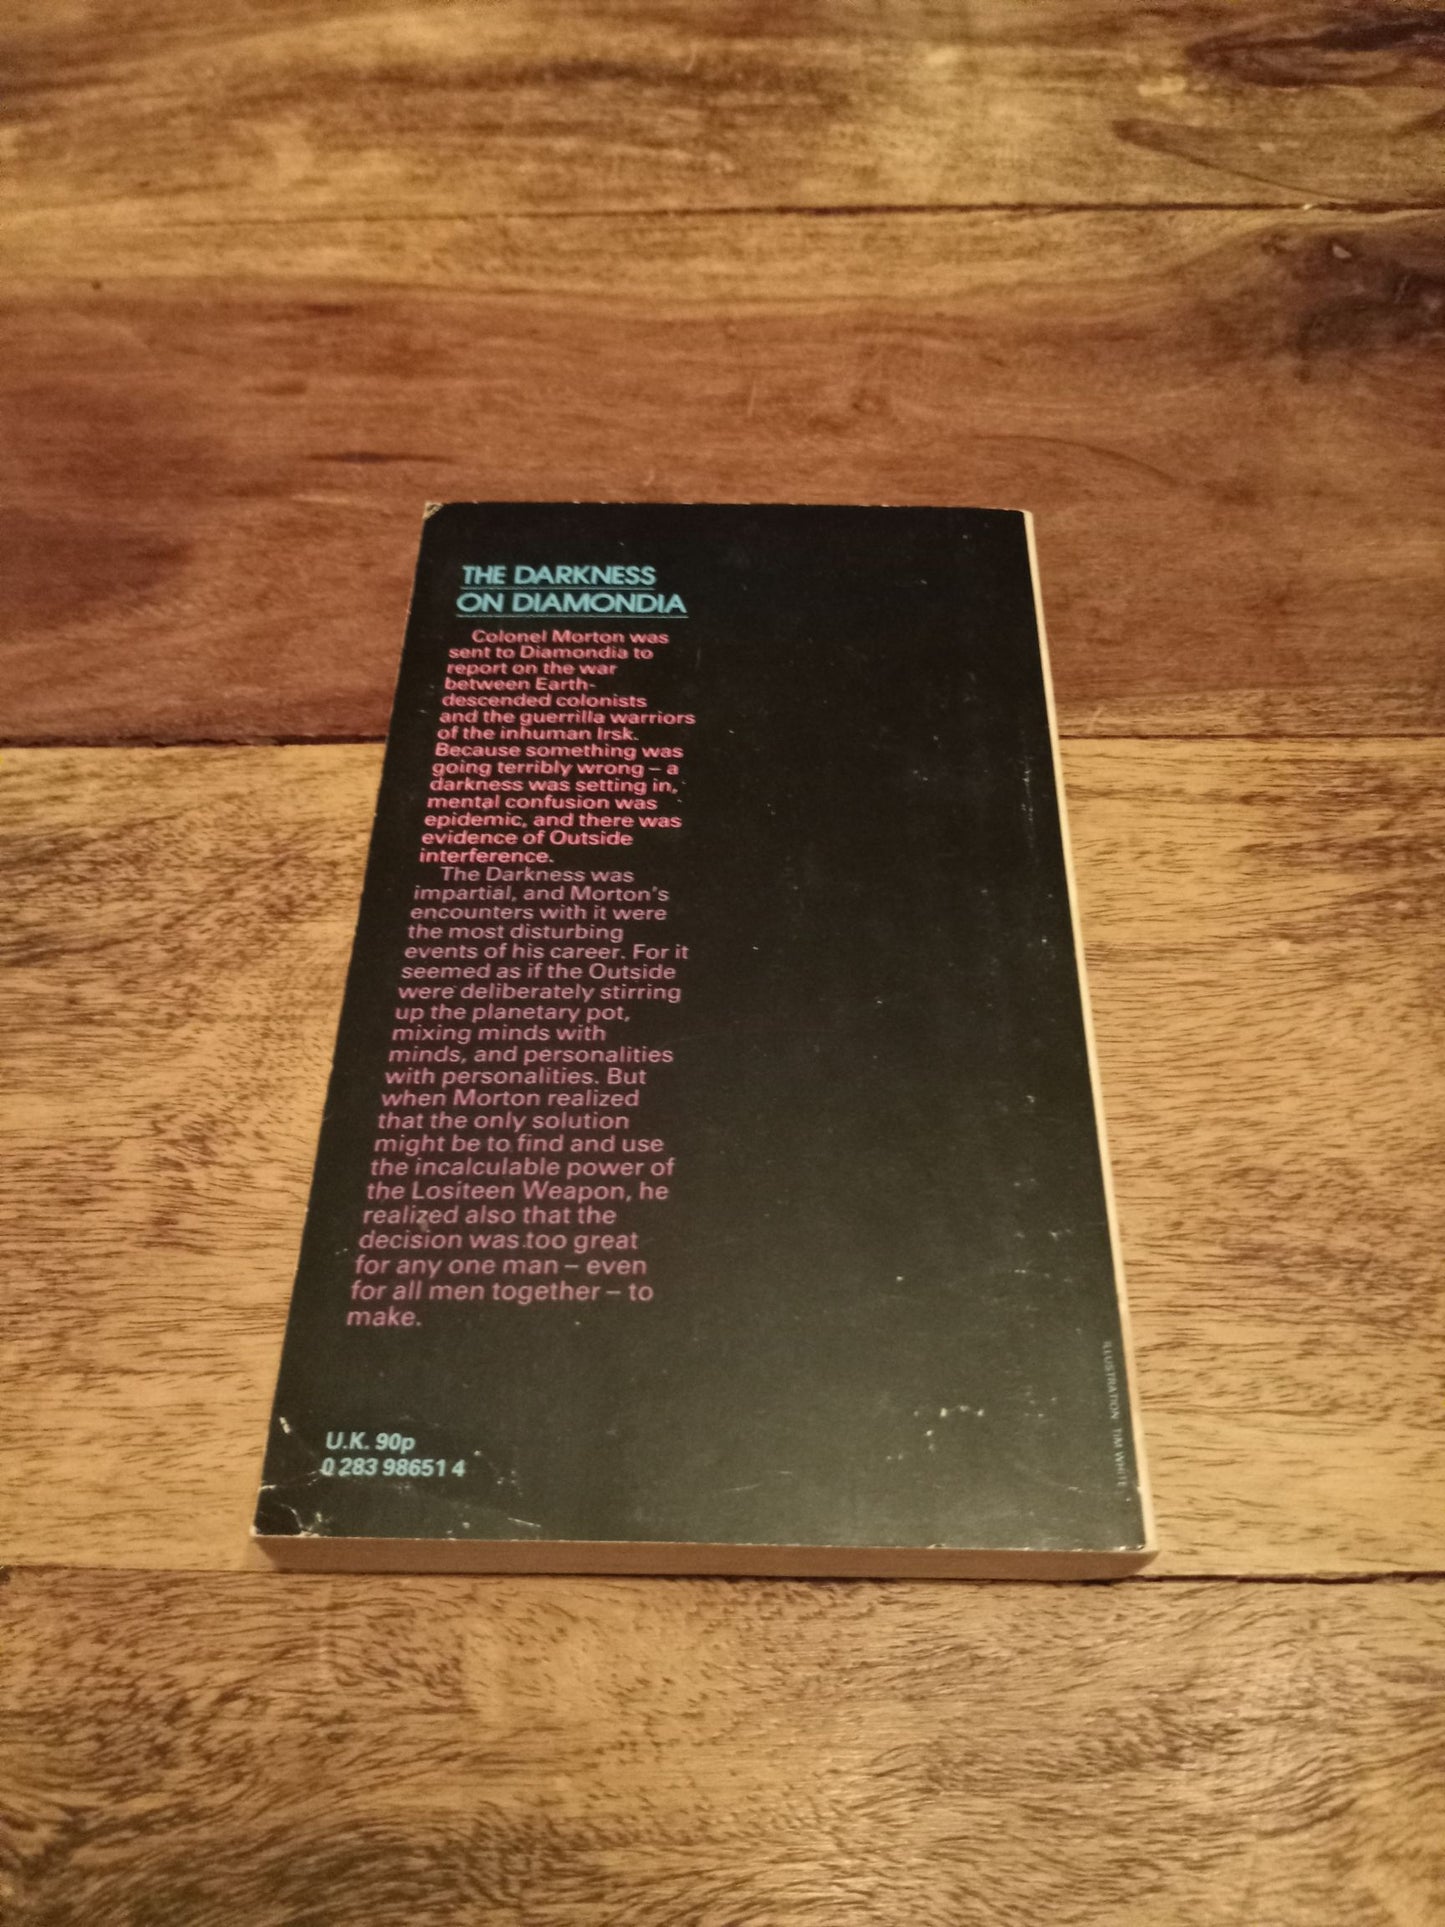 THE DARKNESS
ON DIAMONDIA
Colonel Morton was
sent to Diamondia to
report on the war
between Earth-
descended colonists
and the guerrilla warriors
of the inhuman Irsk.
Because something was
going terribly wrong – a
darkness was setting in,
mental confusion was
epidemic, and there was
evidence of Outside
interference.
The Darkness was
impartial, and Morton's
encounters with it were
the most disturbing
events of his career. For it
seemed as if the Outside
were deliberately stirring
up the planetary pot,
mixing minds with
minds, and personalities
with personalities. But
when Morton realized
that the only solution
might be to find and use
the incalculable power of
the Lositeen Weapon, he
realized also that the
decision was too great
for any one man – even
for all men together – to
make.
U.K. 90p
0 283 98651 4
ILLUSTRATION TIM WHITE